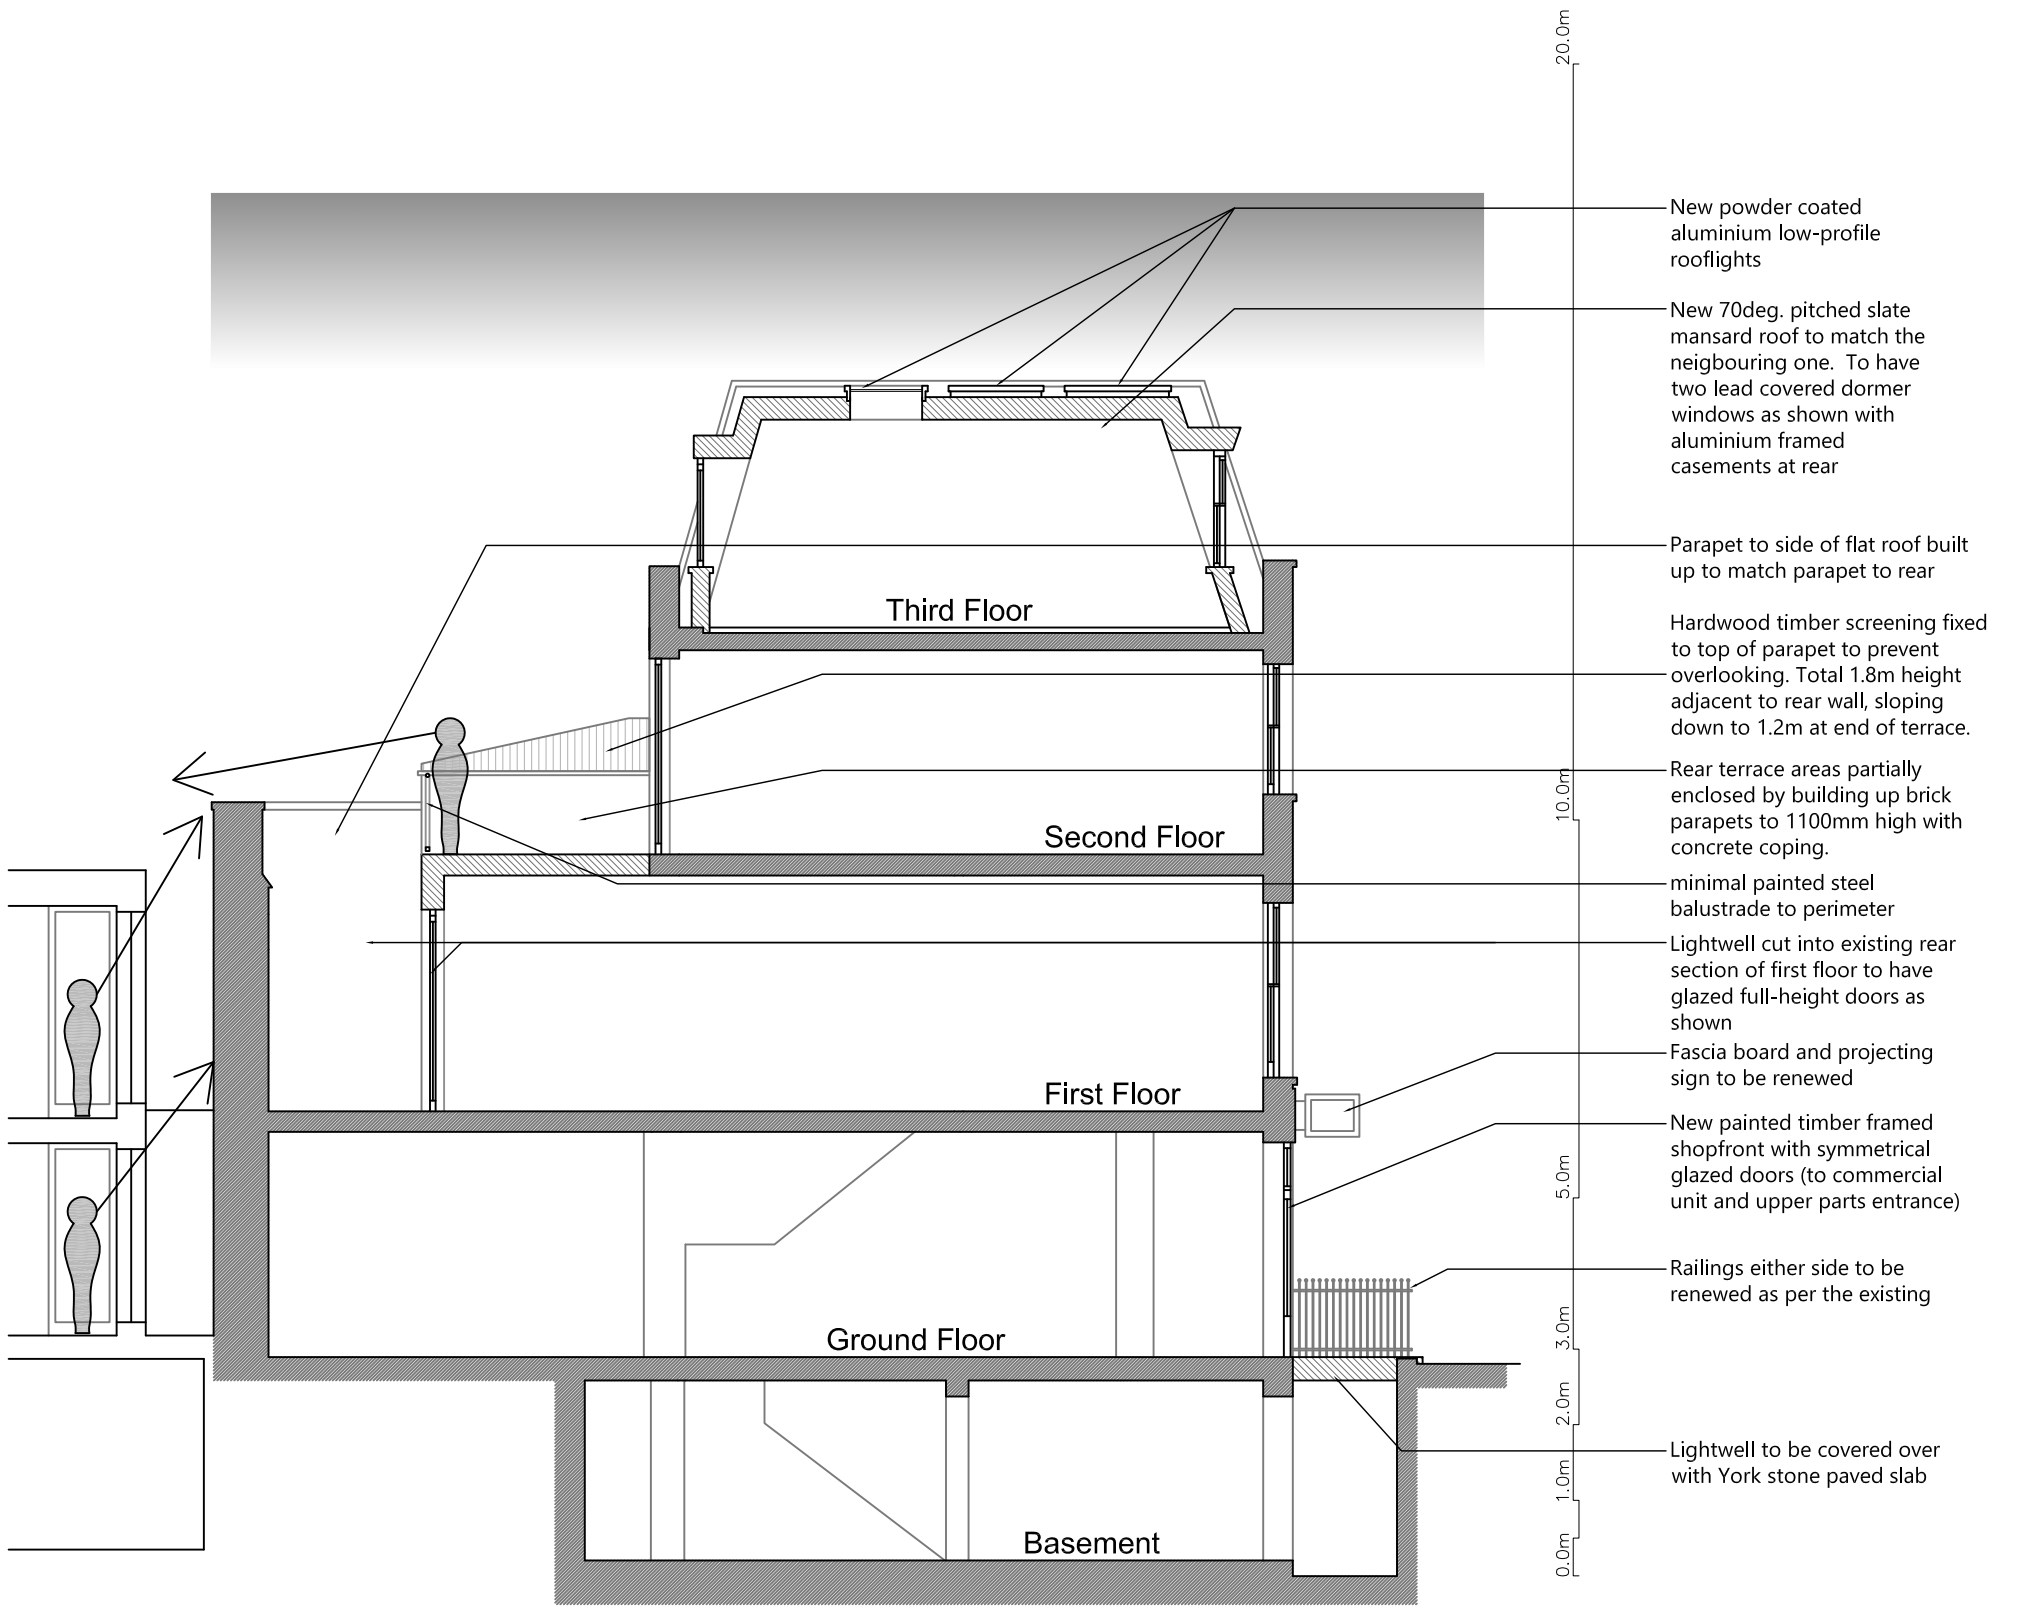 20.0m
New powder coated
aluminium low-profile
rooflights
New 70deg. pitched slate
mansard roof to match the
neigbouring one.  To have
two lead covered dormer
windows as shown with
aluminium framed
casements at rear
Parapet to side of flat roof built
up to match parapet to rear
Third Floor
Hardwood timber screening fixed
to top of parapet to prevent
overlooking. Total 1.8m height
adjacent to rear wall, sloping
down to 1.2m at end of terrace.
10.0m
Rear terrace areas partially
enclosed by building up brick
parapets to 1100mm high with
concrete coping.
Second Floor
minimal painted steel
balustrade to perimeter
Lightwell cut into existing rear
section of first floor to have
glazed full-height doors as
shown
Fascia board and projecting
sign to be renewed
First Floor
New painted timber framed
shopfront with symmetrical
glazed doors (to commercial
unit and upper parts entrance)
5.0m
Railings either side to be
renewed as per the existing
3.0m
Ground Floor
2.0m
Lightwell to be covered over
with York stone paved slab
1.0m
Basement
0.0m